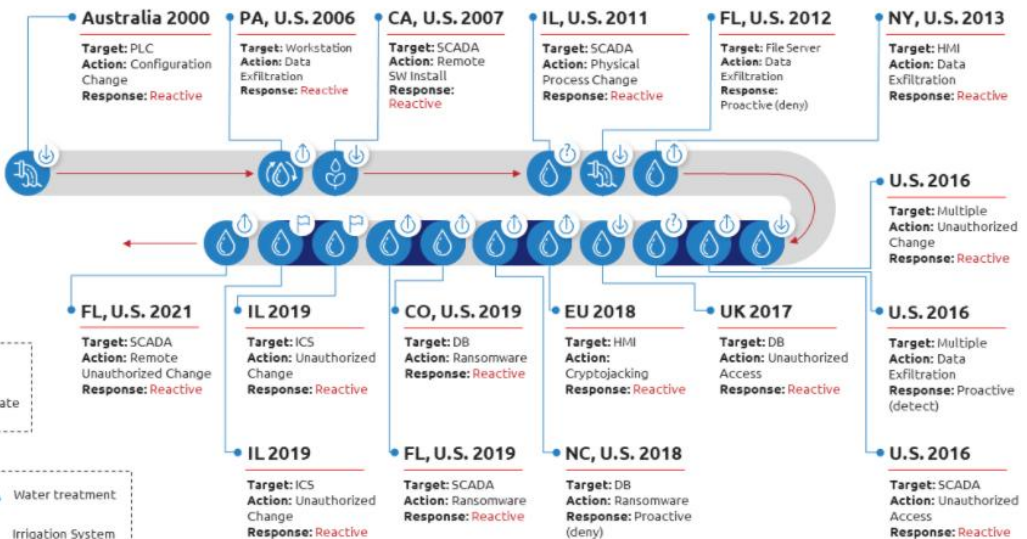 Australia 2000
Target: PLC
Action: Configuration
Change
Response: Reactive
PA, U.S. 2006
Target: Workstation
Action: Data
Exfiltration
Response: Reactive
CA, U.S. 2007
Target: SCADA
Action: Remote
SW Install
Response:
Reactive
IL, U.S. 2011
Target: SCADA
Action: Physical
Process Change
Response: Reactive
FL, U.S. 2012
Target: File Server
Action: Data
Exfiltration
Response:
Proactive (deny)
NY, U.S. 2013
Target: HMI
Action: Data
Exfiltration
Response: Reactive
?
?
U.S. 2016
Target: Multiple
Action: Unauthorized
Change
Response: Reactive
FL, U.S. 2021
Target: SCADA
Action: Remote
Unauthorized Change
Response: Reactive
IL 2019
Target: ICS
Action: Unauthorized
Change
Response: Reactive
CO, U.S. 2019
Target: DB
Action: Ransomware
Response: Reactive
EU 2018
Target: HMI
Action:
Cryptojacking
Response: Reactive
UK 2017
Target: DB
Action: Unauthorized
Access
Response: Reactive
U.S. 2016
Target: Multiple
Action: Data
Exfiltration
Response: Proactive
(detect)
ate
IL 2019
Target: ICS
Action: Unauthorized
Change
Response: Reactive
FL, U.S. 2019
Target: SCADA
Action: Ransomware
Response: Reactive
NC, U.S. 2018
Target: DB
Action: Ransomware
Response: Proactive
(deny)
U.S. 2016
Target: SCADA
Action: Unauthorized
Access
Response: Reactive
Water treatment
Irrigation System